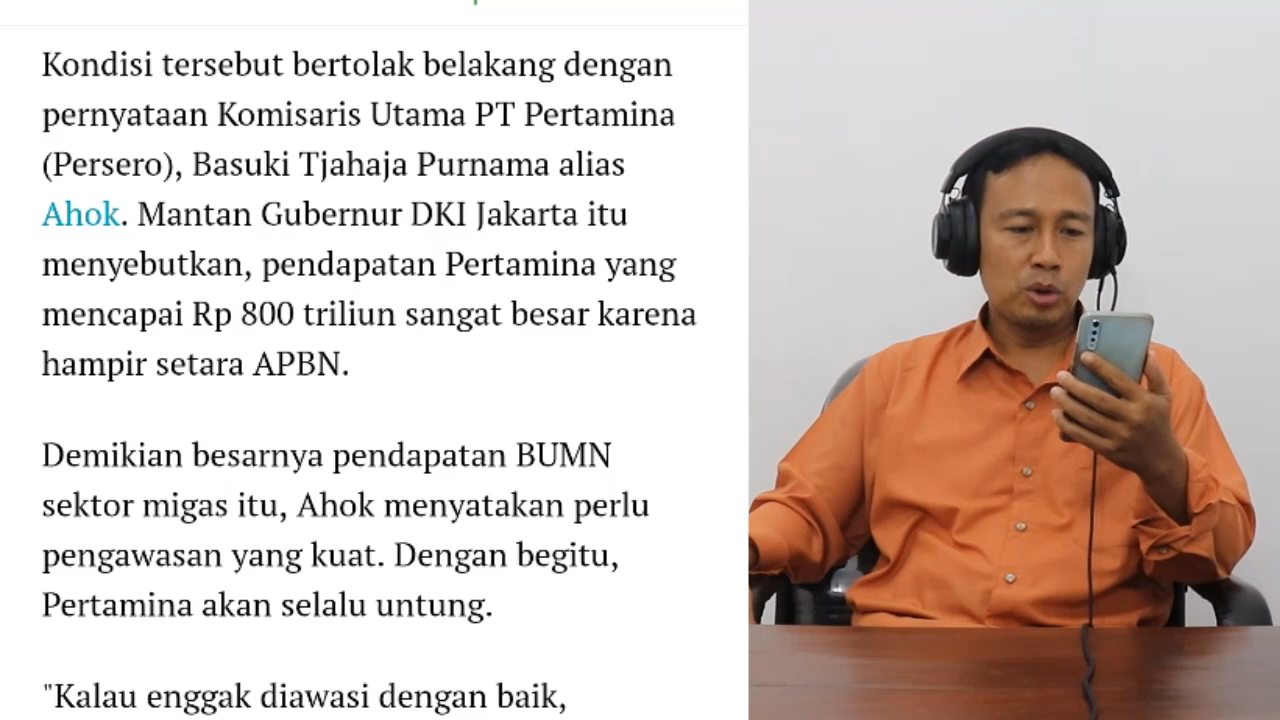 Kondisi tersebut bertolak belakang dengan
pernyataan Komisaris Utama PT Pertamina
(Persero), Basuki Tjahaja Purnama alias
Ahok. Mantan Gubernur DKI Jakarta itu
menyebutkan, pendapatan Pertamina yang
mencapai Rp 800 triliun sangat besar karena
hampir setara APBN.
Demikian besarnya pendapatan BUMN
sektor migas itu, Ahok menyatakan perlu
pengawasan yang kuat. Dengan begitu,
Pertamina akan selalu untung.
"Kalau enggak diawasi dengan baik,